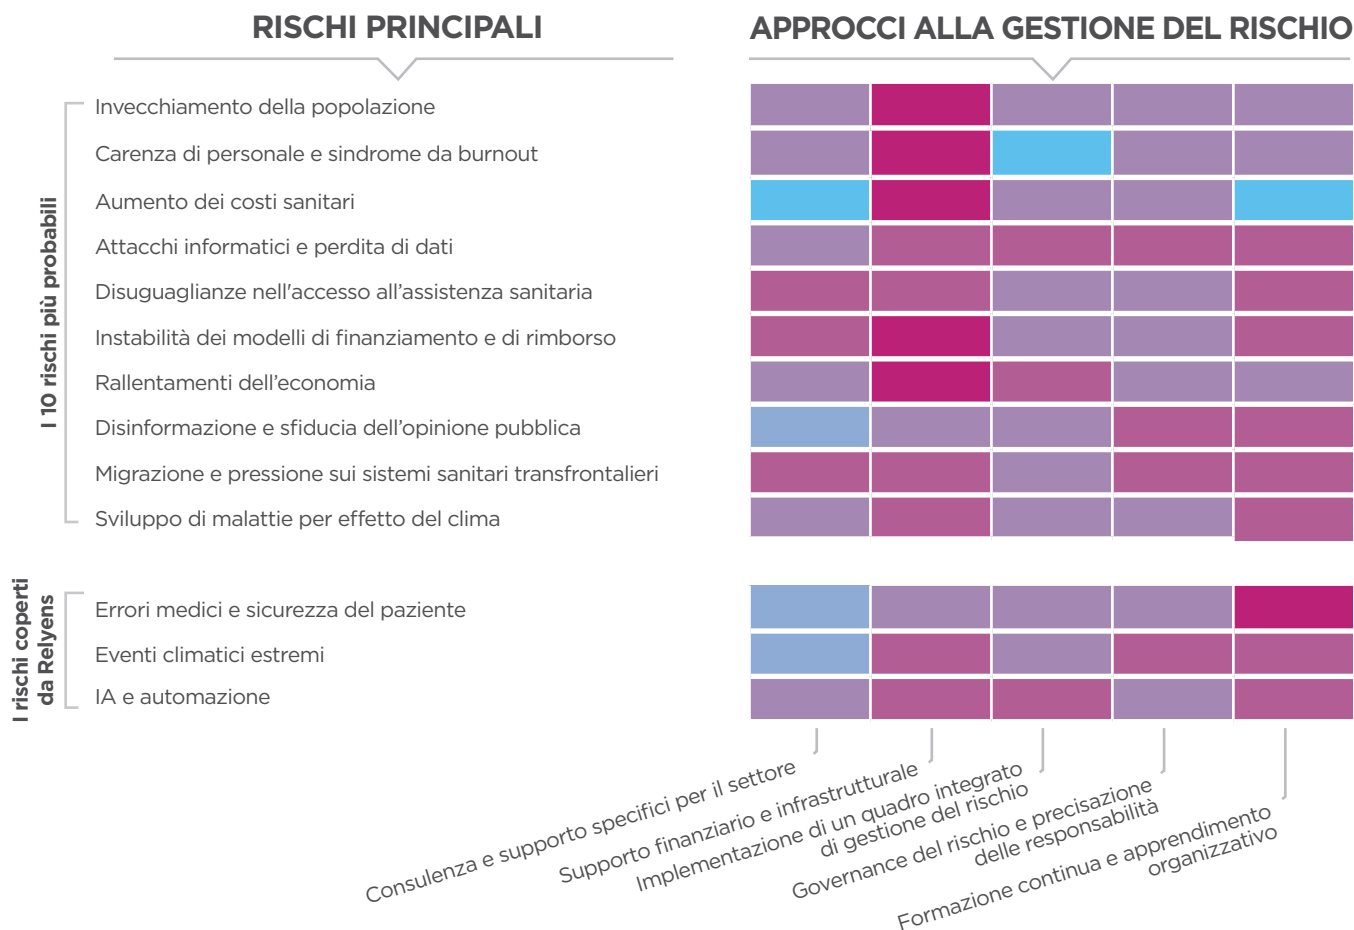 RISCHI PRINCIPALI
APPROCCI ALLA GESTIONE DEL RISCHIO
I 10 rischi più probabili
Invecchiamento della popolazione
Carenza di personale e sindrome da burnout
Aumento dei costi sanitari
Attacchi informatici e perdita di dati
Disuguaglianze nell'accesso all’assistenza sanitaria
Instabilità dei modelli di finanziamento e di rimborso
Rallentamenti dell’economia
Disinformazione e sfiducia dell’opinione pubblica
Migrazione e pressione sui sistemi sanitari transfrontalieri
Sviluppo di malattie per effetto del clima
I rischi coperti
da Relyens
Errori medici e sicurezza del paziente
Eventi climatici estremi
IA e automazione
Consulenza e supporto specifici per il settore
Supporto finanziario e infrastrutturale
Implementazione di un quadro integrato
di gestione del rischio
Governance del rischio e precisazione
delle responsabilità
Formazione continua e apprendimento
organizzativo